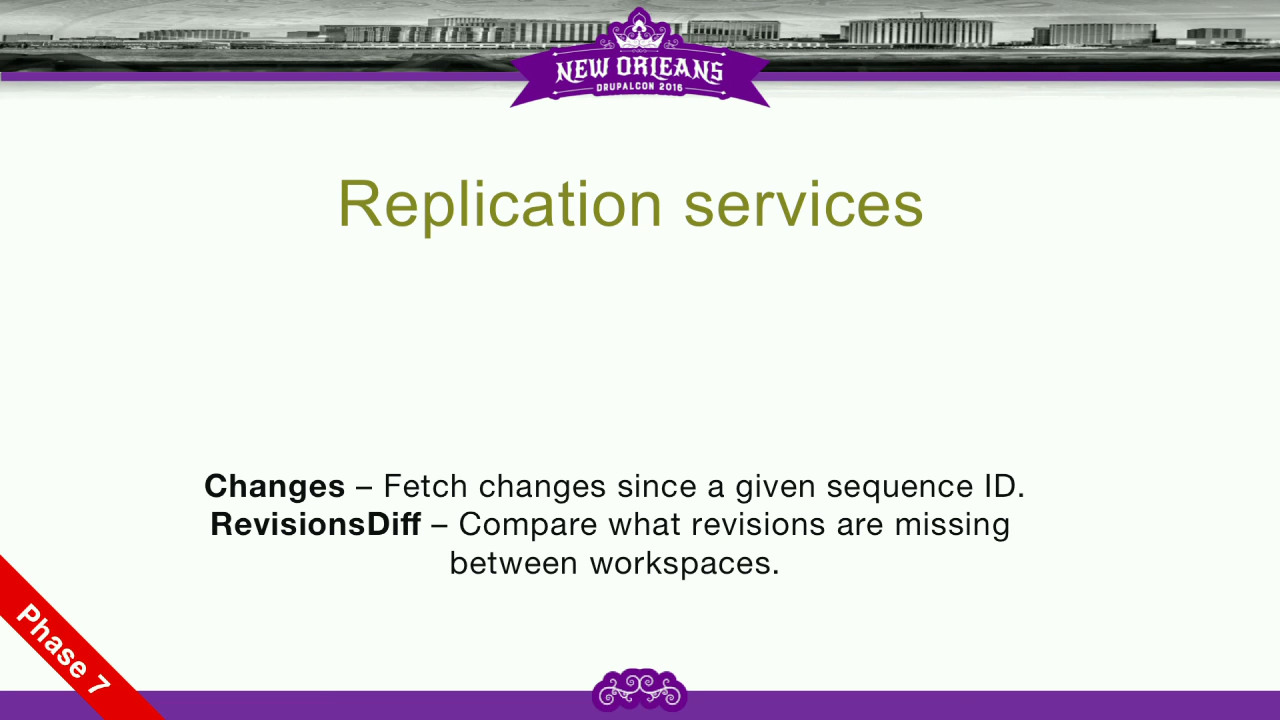 NEW ORLEANS
DRUPALCON 2016
Replication services
Changes – Fetch changes since a given sequence ID.
RevisionsDiff – Compare what revisions are missing
between workspaces.
Phase 7